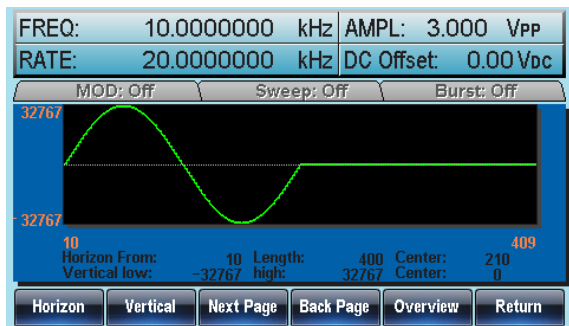 FREQ: 10.0000000 kHz AMPL: 3.000 VPP
RATE: 20.0000000 kHz DC Offset: 0.00 VDC
MOD: Off Sweep: Off Burst: Off
32767
- 32767
10 409
Horizon From: 10 Length: 400 Center: 210
Vertical low: -32767 high: 32767 Center: 0
Horizon Vertical Next Page Back Page Overview Return